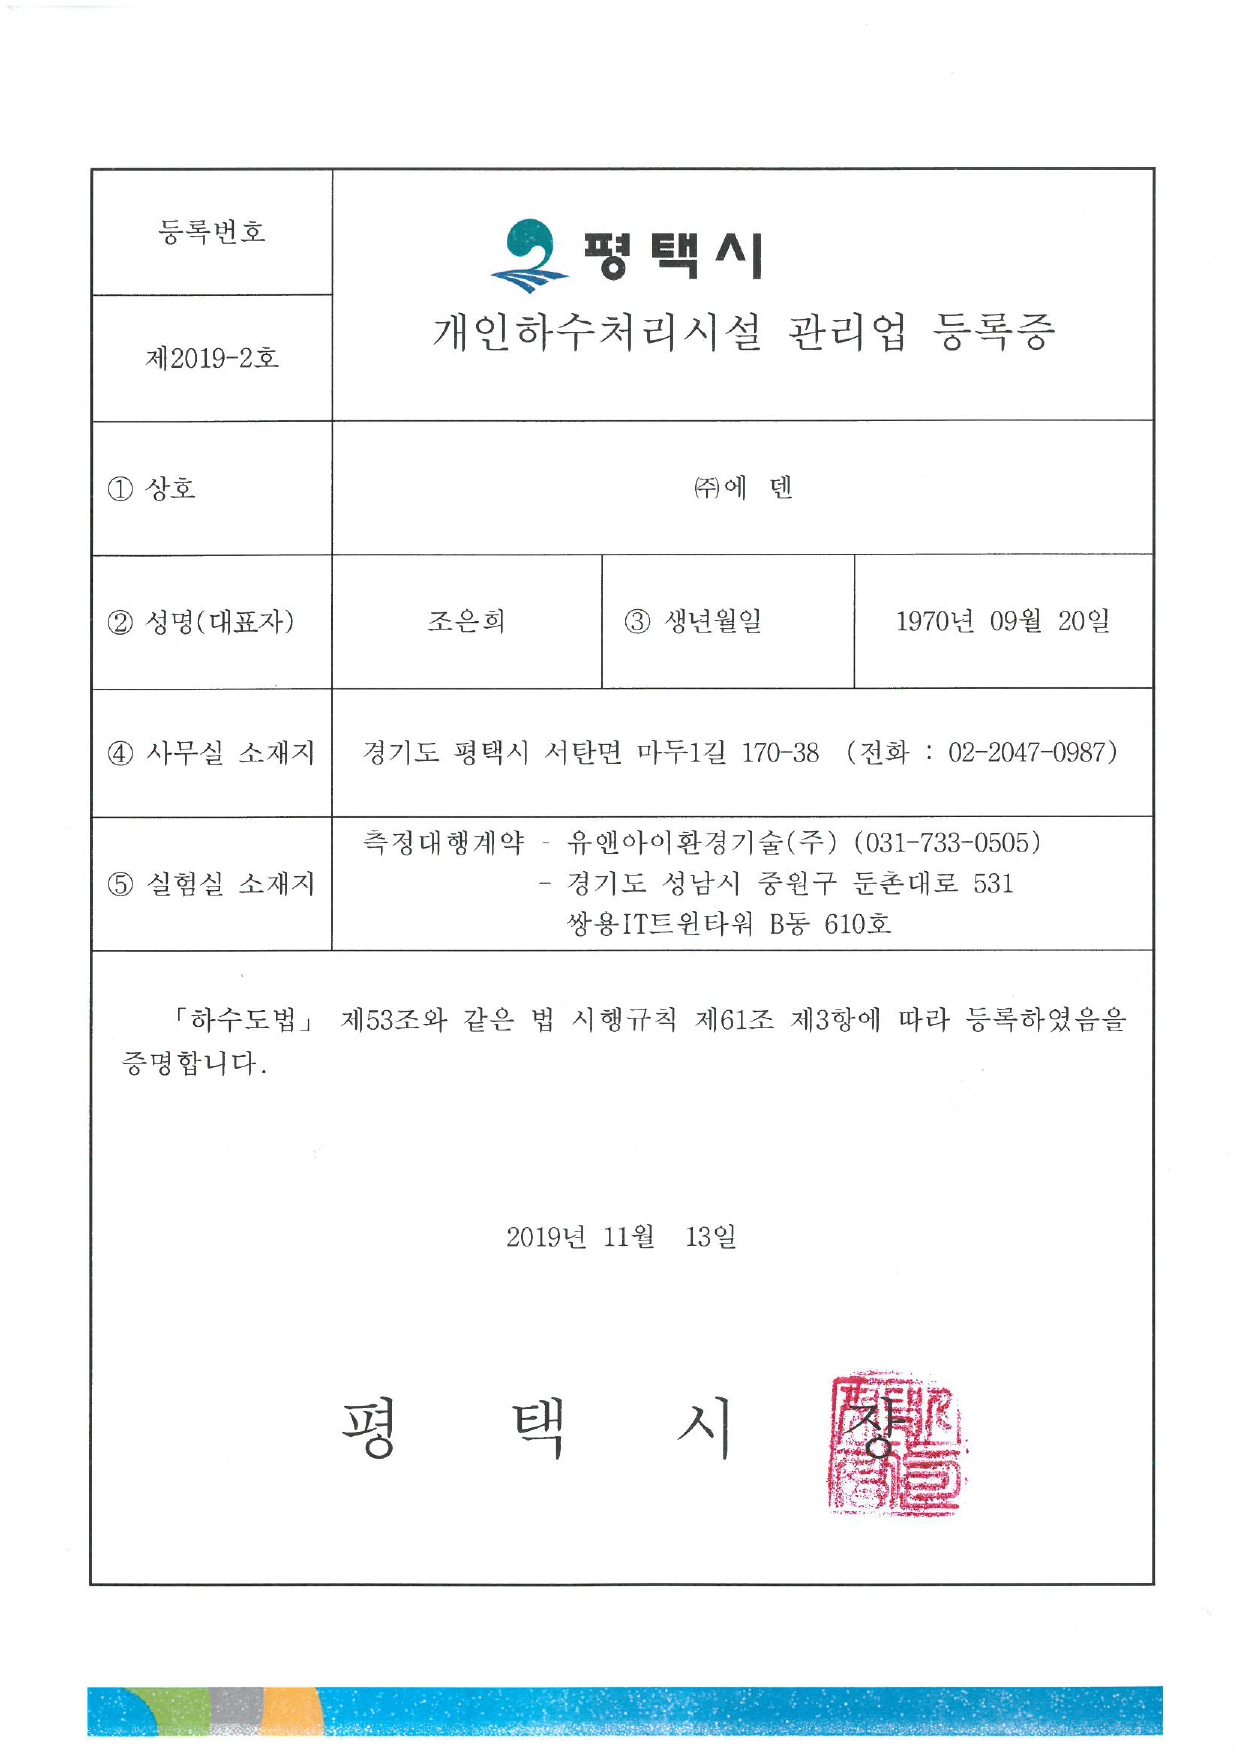 등록번호
제2019-2호
평택시
개인하수처리시설 관리업 등록증
① 상호
㈜에 덴
② 성명(대표자)
조은희
③ 생년월일
1970년 09월 20일
④ 사무실 소재지
경기도 평택시 서탄면 마두1길 170-38 (전화 : 02-2047-0987)
⑤ 실험실 소재지
측정대행계약 - 유앤아이환경기술(주) (031-733-0505)
- 경기도 성남시 중원구 둔촌대로 531
쌍용IT트윈타워 B동 610호
「하수도법」 제53조와 같은 법 시행규칙 제61조 제3항에 따라 등록하였음을
증명합니다.
2019년 11월 13일
평 택 시 장